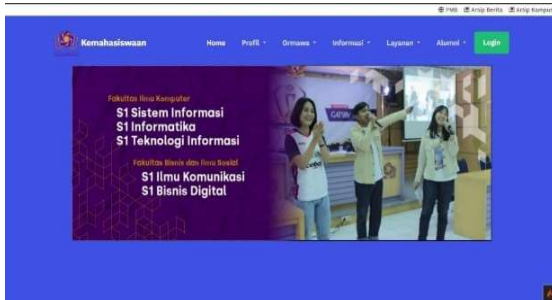 PMB Arsip Berita Arsip Kampus
Kemahasiswaan Home Profil Ormawa Informasi Layanan Alumni Login
Fakultas Ilmu Komputer
S1 Sistem Informasi
S1 Informatika
S1 Teknologi Informasi
Fakultas Bisnis dan Ilmu Sosial
S1 Ilmu Komunikasi
S1 Bisnis Digital